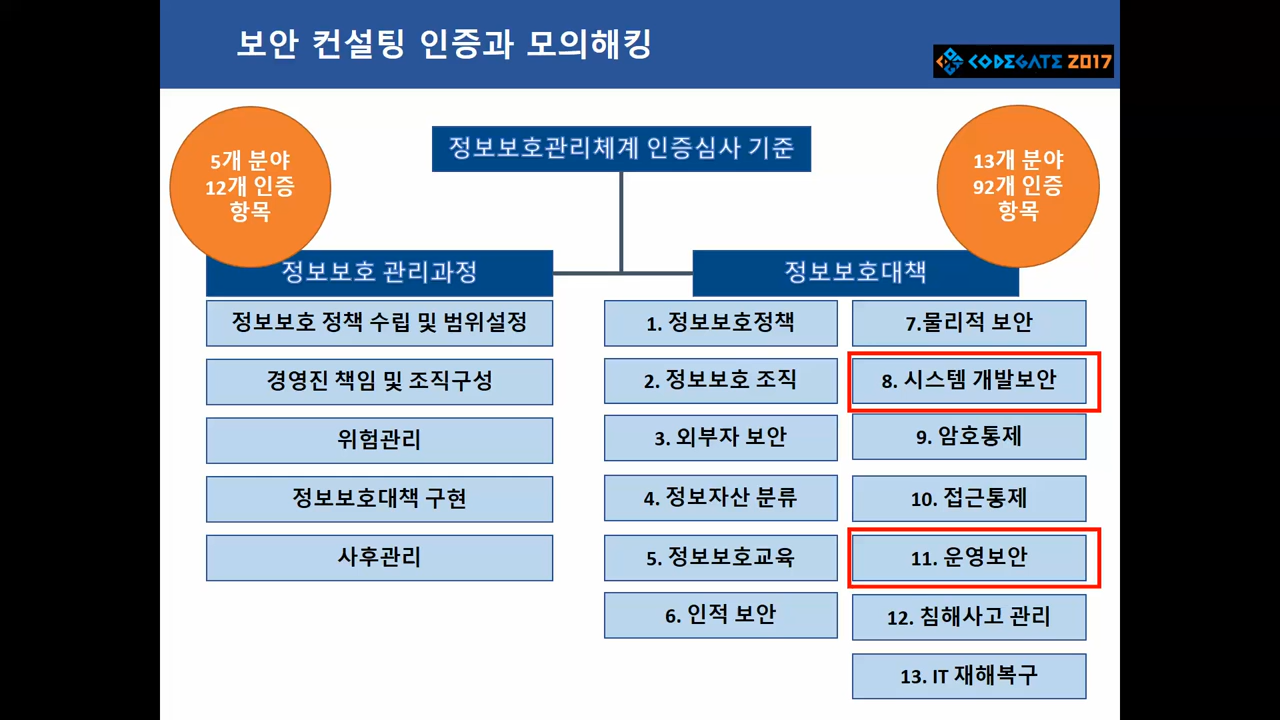 보안 컨설팅 인증과 모의해킹
CODEGATE 2017
5개 분야
12개 인증
항목
정보보호관리체계 인증심사 기준
13개 분야
92개 인증
항목
정보보호 관리과정
정보보호 정책 수립 및 범위설정
경영진 책임 및 조직구성
위험관리
정보보호대책 구현
사후관리
정보보호대책
1. 정보보호정책
2. 정보보호 조직
3. 외부자 보안
4. 정보자산 분류
5. 정보보호교육
6. 인적 보안
7.물리적 보안
8. 시스템 개발보안
9. 암호통제
10. 접근통제
11. 운영보안
12. 침해사고 관리
13. IT 재해복구